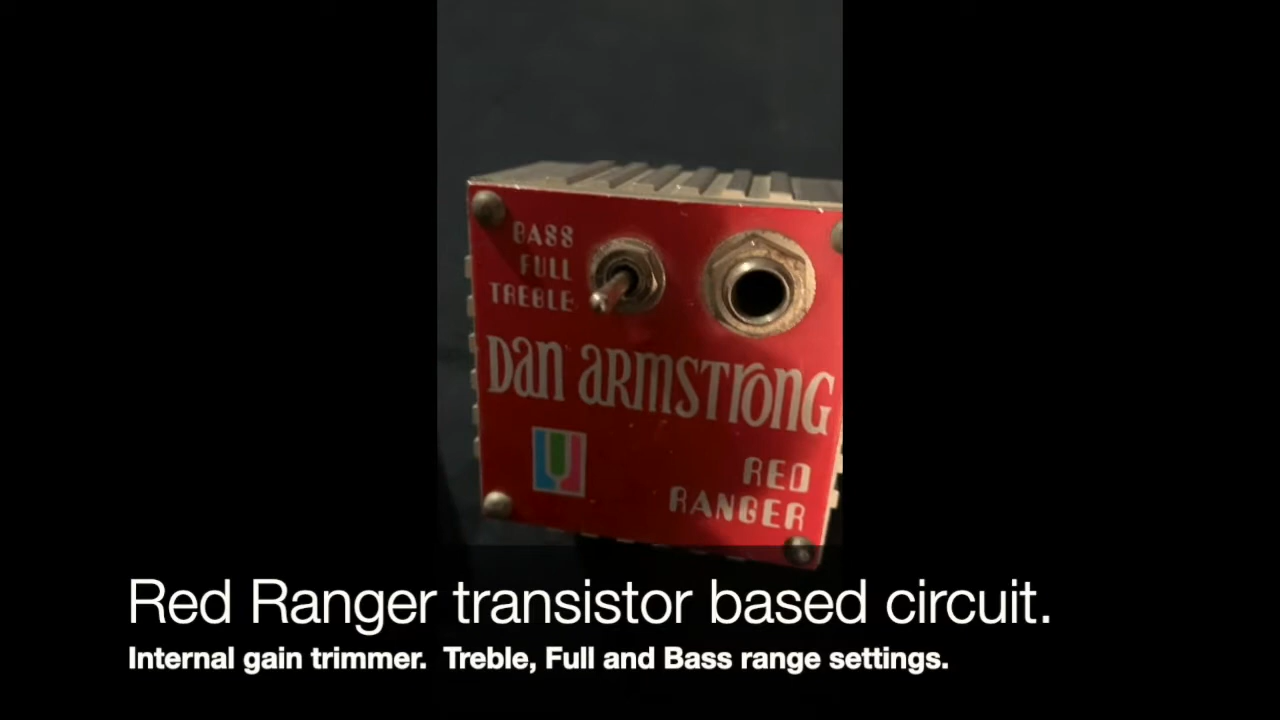 BASS
FULL
TREBLE
Dan Armstrong
RED
RANGER
Red Ranger transistor based circuit.
Internal gain trimmer.  Treble, Full and Bass range settings.